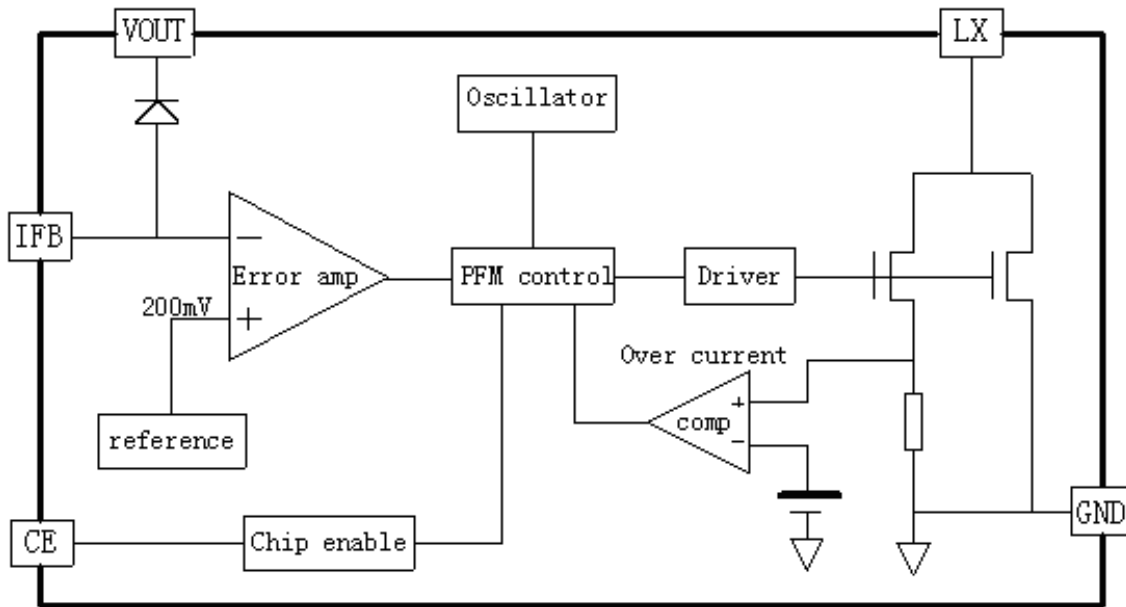 VOUT
LX
Oscillator
IFB
−
Error amp
PFM control
Driver
200mV
+
Over current
+
comp
−
reference
GND
CE
Chip enable